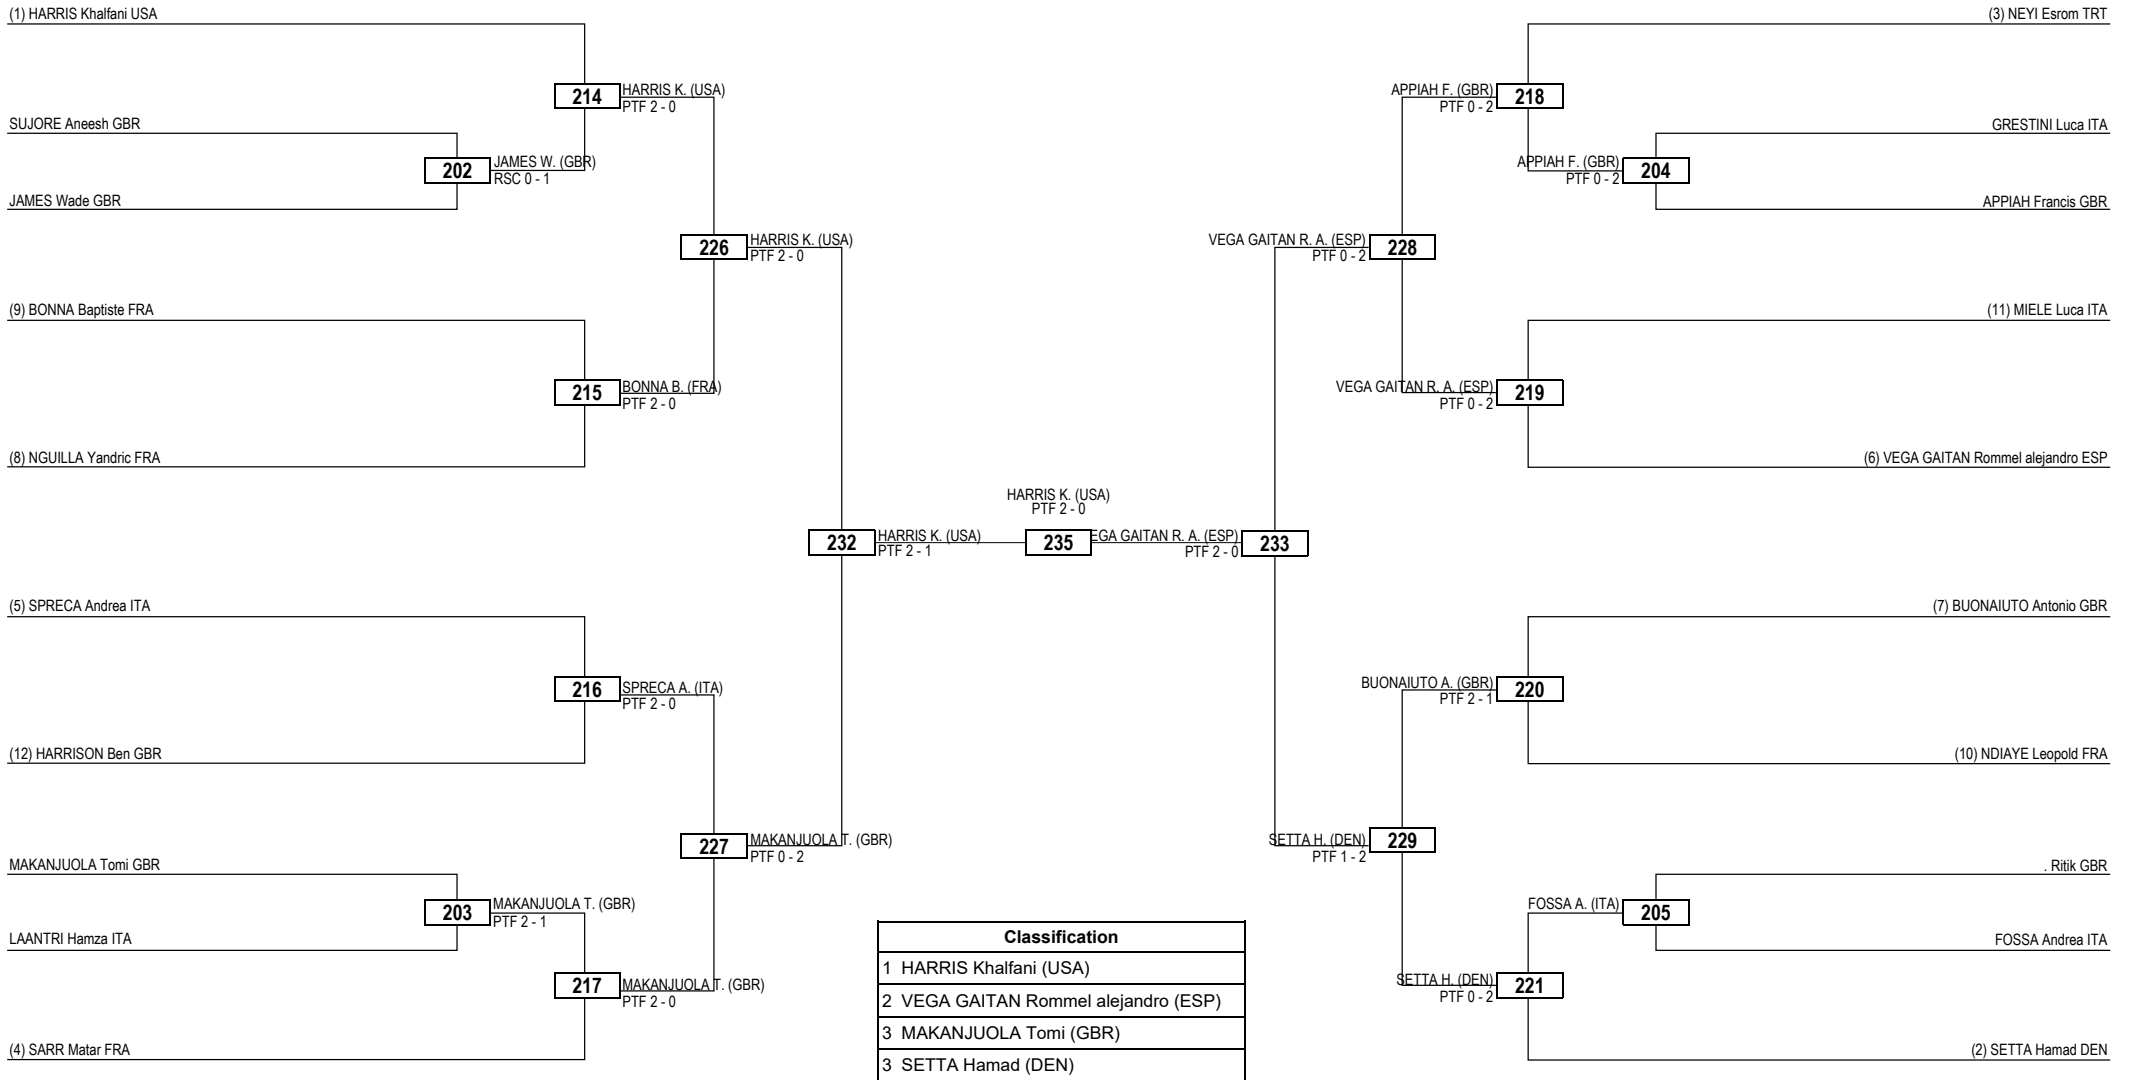 (1) HARRIS Khalfani USA
(3) NEYI Esrom TRT
214
HARRIS K. (USA)
PTF 2 - 0
APPIAH F. (GBR)
PTF 0 - 2
218
SUJORE Aneesh GBR
GRESTINI Luca ITA
202
JAMES W. (GBR)
RSC 0 - 1
APPIAH F. (GBR)
PTF 0 - 2
204
JAMES Wade GBR
APPIAH Francis GBR
226
HARRIS K. (USA)
PTF 2 - 0
VEGA GAITAN R. A. (ESP)
PTF 0 - 2
228
(9) BONNA Baptiste FRA
(11) MIELE Luca ITA
215
BONNA B. (FRA)
PTF 2 - 0
VEGA GAITAN R. A. (ESP)
PTF 0 - 2
219
(8) NGUILLA Yandric FRA
(6) VEGA GAITAN Rommel alejandro ESP
HARRIS K. (USA)
PTF 2 - 0
232
HARRIS K. (USA)
PTF 2 - 1
235
EGA GAITAN R. A. (ESP)
PTF 2 - 0
233
(5) SPRECA Andrea ITA
(7) BUONAIUTO Antonio GBR
216
SPRECA A. (ITA)
PTF 2 - 0
BUONAIUTO A. (GBR)
PTF 2 - 1
220
(12) HARRISON Ben GBR
(10) NDIAYE Leopold FRA
227
MAKANJUOLA T. (GBR)
PTF 0 - 2
SETTA H. (DEN)
PTF 1 - 2
229
MAKANJUOLA Tomi GBR
. Ritik GBR
203
MAKANJUOLA T. (GBR)
PTF 2 - 1
FOSSA A. (ITA)
205
LAANTRI Hamza ITA
FOSSA Andrea ITA
217
MAKANJUOLA T. (GBR)
PTF 2 - 0
SETTA H. (DEN)
PTF 0 - 2
221
(4) SARR Matar FRA
(2) SETTA Hamad DEN
Classification
1 HARRIS Khalfani (USA)
2 VEGA GAITAN Rommel alejandro (ESP)
3 MAKANJUOLA Tomi (GBR)
3 SETTA Hamad (DEN)